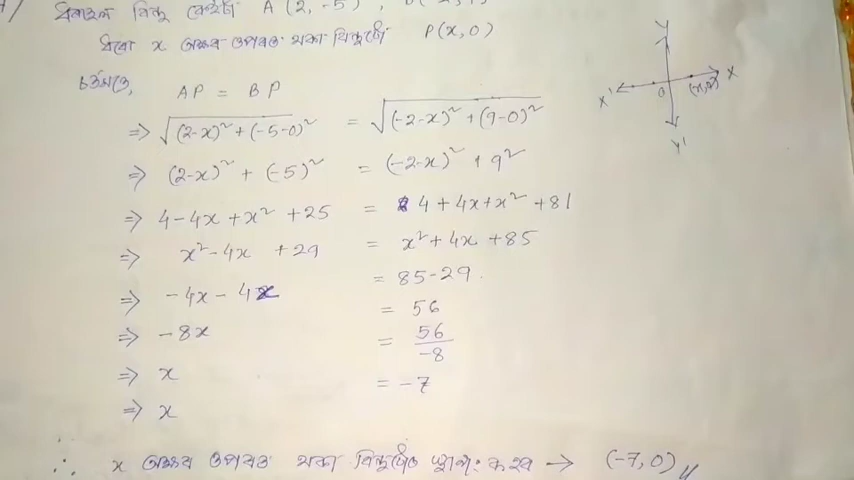 ধৰাহ'ল বিন্দু কেইটা A (2, -5),
ধৰো x অক্ষৰ ওপৰত থকা বিন্দুটো P(x, 0)
চৰ্তমতে,
AP = BP
⇒ √(2-x)² + (-5-0)² = √(-2-x)² + (9-0)²
⇒ (2-x)² + (-5)² = (-2-x)² + 9²
⇒ 4 - 4x + x² + 25 = 4 + 4x + x² + 81
⇒ x² - 4x + 29 = x² + 4x + 85
⇒ -4x - 4x = 85 - 29
⇒ -8x = 56
⇒ x = 56/-8
⇒ x = -7
∴ x অক্ষৰ ওপৰত থকা বিন্দুটোৰ → (-7, 0)
Y
X' O (x,0) X
Y'